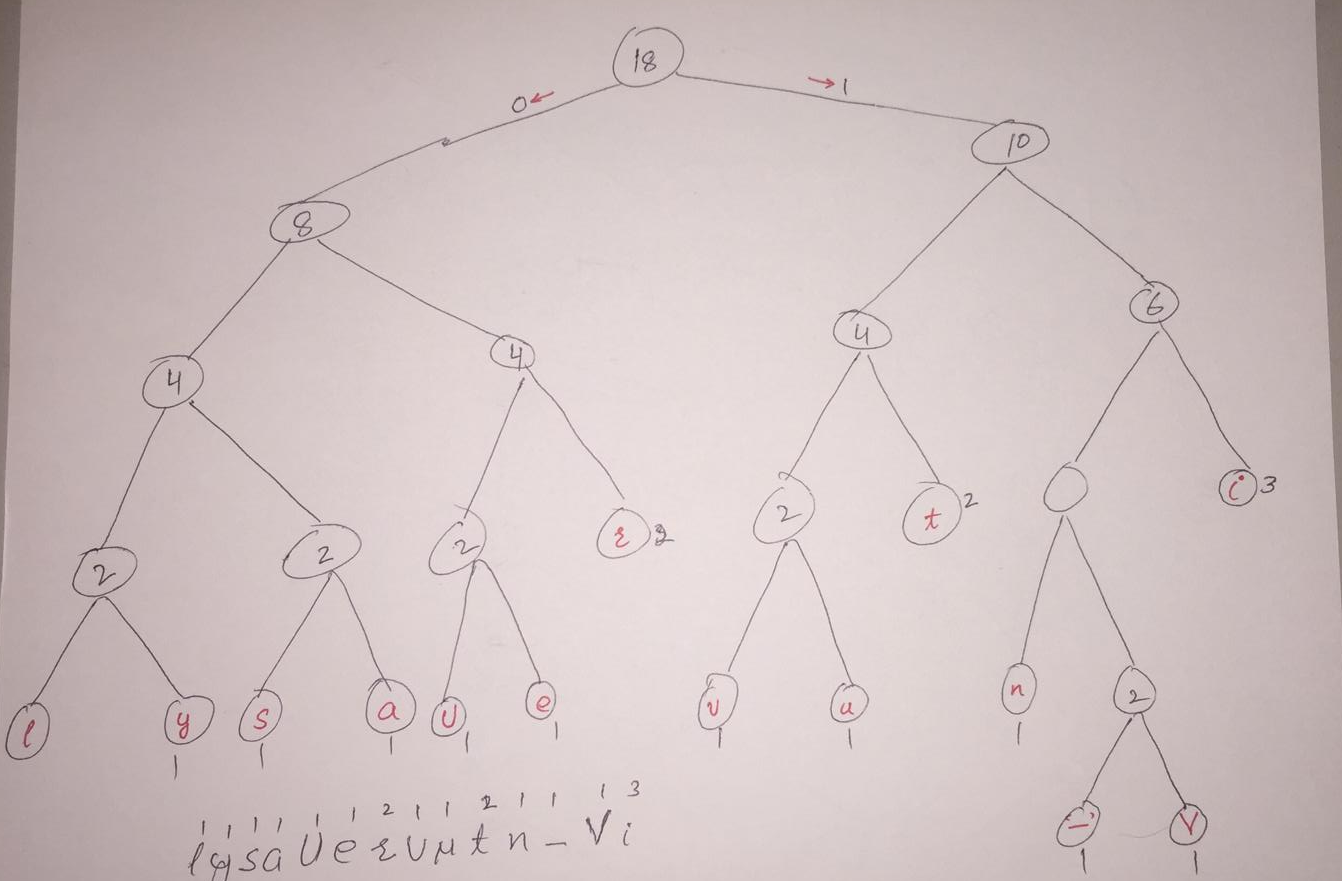 18
0 1
10
8
6
4 4 4
2 2 2 2 t 2 i 3
l y s a U e v u n 2
1 1 1 1 1 1 1 1
- V
1 1
1 1 1 1 1 1 2 1 1 2 1 1 1 3
l y s a U e r v u t n _ V i